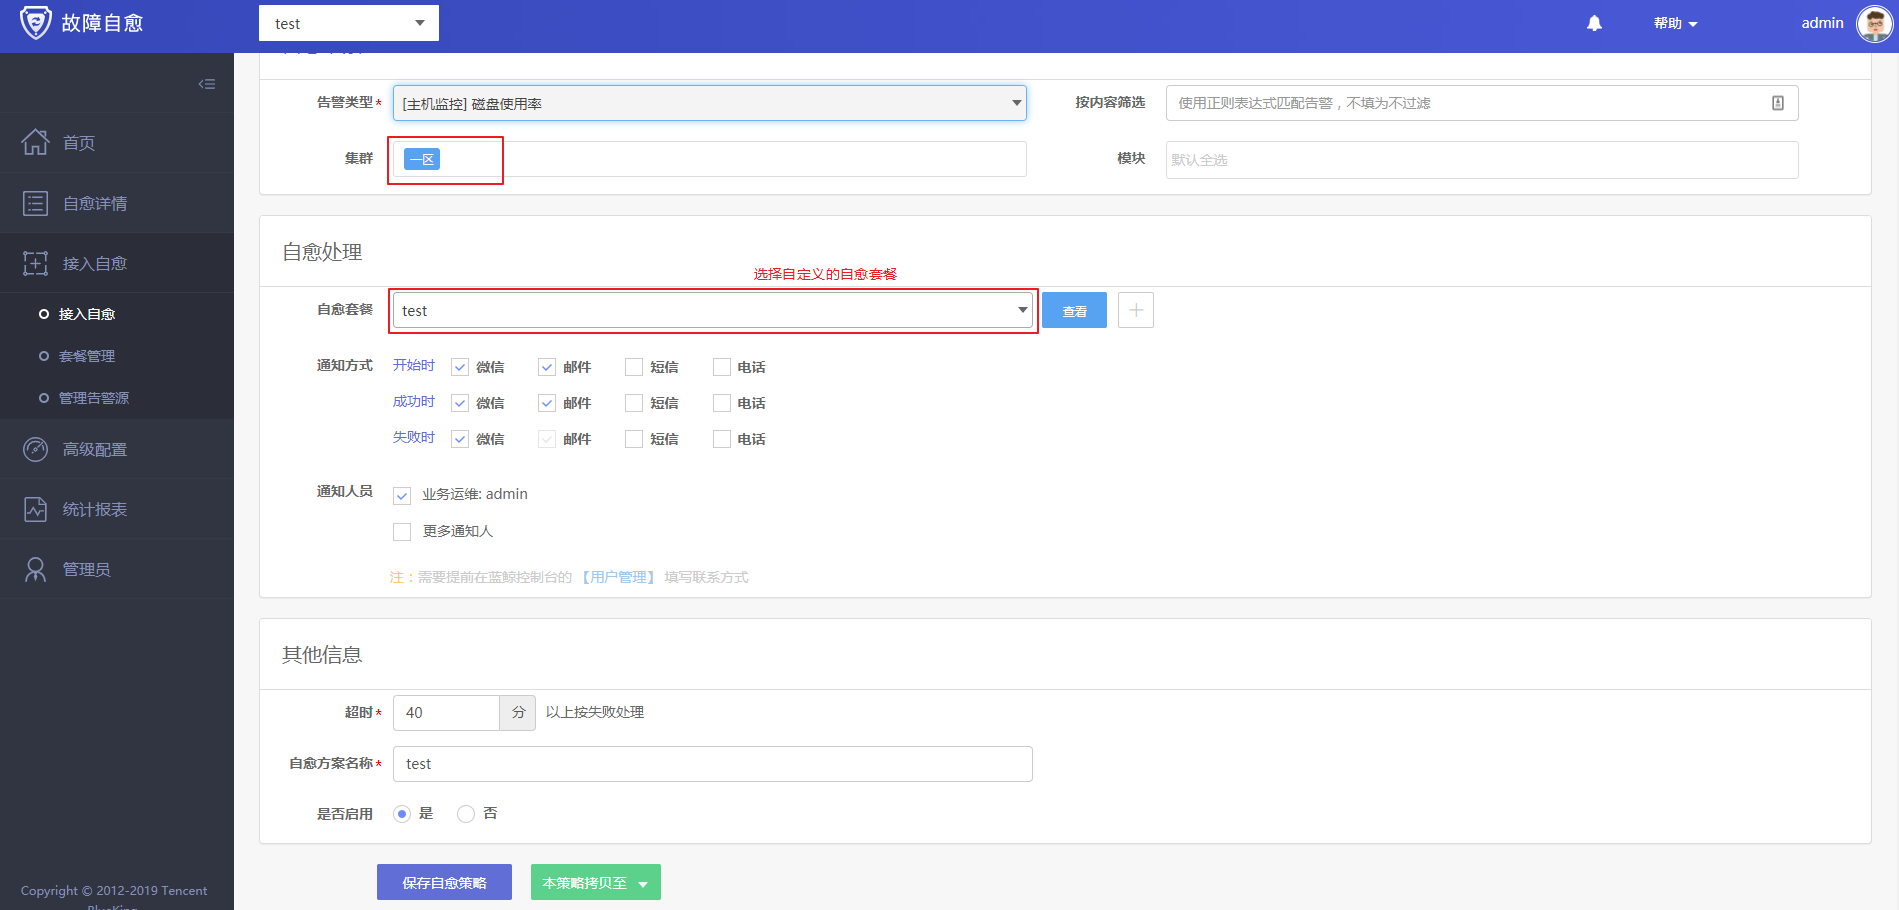 故障自愈
test
帮助
admin
首页
自愈详情
接入自愈
接入自愈
套餐管理
管理告警源
高级配置
统计报表
管理员
Copyright © 2012-2019 Tencent
BlueKing
告警类型*
[主机监控] 磁盘使用率
按内容筛选
使用正则表达式匹配告警，不填为不过滤
集群
一区
模块
默认全选
自愈处理
选择自定义的自愈套餐
自愈套餐
test
查看
通知方式
开始时 微信 邮件 短信 电话
成功时 微信 邮件 短信 电话
失败时 微信 邮件 短信 电话
通知人员
业务运维: admin
更多通知人
注：需要提前在蓝鲸控制台的 【用户管理】 填写联系方式
其他信息
超时* 40 分 以上按失败处理
自愈方案名称* test
是否启用 是 否
保存自愈策略 本策略拷贝至